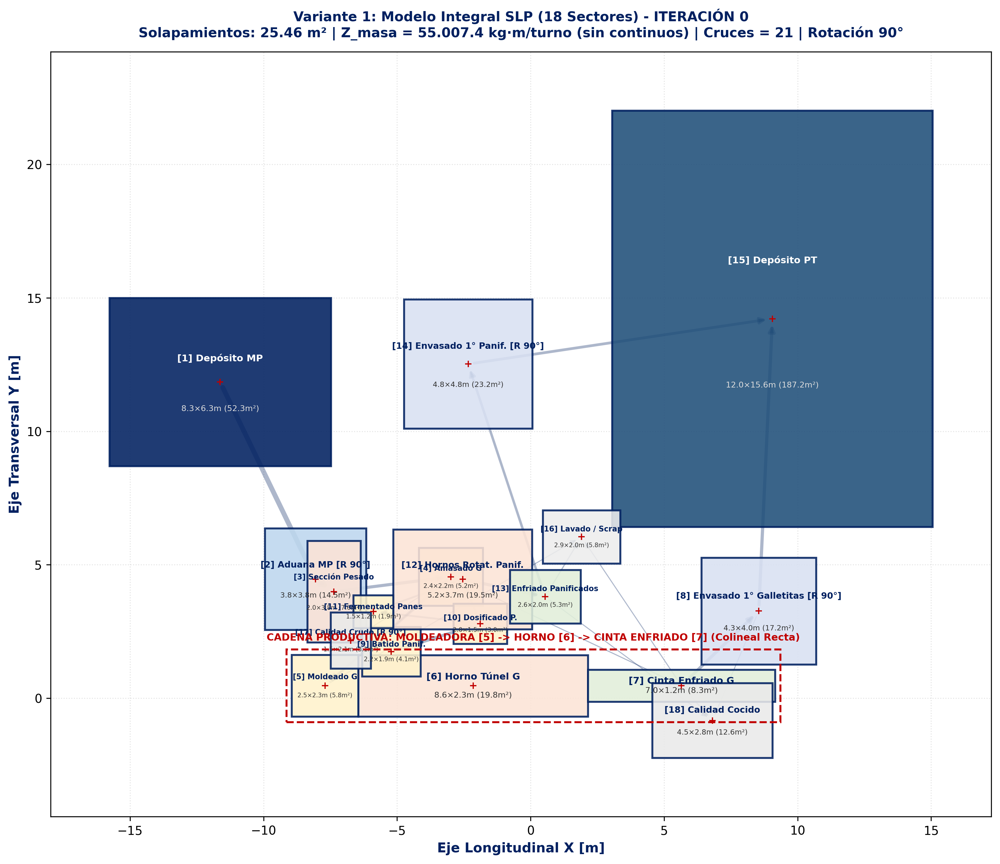 Variante 1: Modelo Integral SLP (18 Sectores) - ITERACIÓN 0
Solapamientos: 25.46 m² | Z_masa = 55.007.4 kg·m/turno (sin continuos) | Cruces = 21 | Rotación 90°
Eje Transversal Y [m]
20
15
10
5
0
[15] Depósito PT
12.0×15.6m (187.2m²)
[1] Depósito MP
8.3×6.3m (52.3m²)
[14] Envasado 1° Panif. [R 90°]
4.8×4.8m (23.2m²)
[16] Lavado / Scrap
2.9×2.0m (5.8m²)
[2] Aduana MP [R 90°]
3.8×3.8m (14.5m²)
[3] Sección Pesado
[12] Hornos Rotat. Panif.
5.2×3.7m (19.5m²)
[4] Amasado G
2.4×2.2m (5.2m²)
[13] Enfriado Panificados
2.6×2.0m (5.3m²)
[8] Envasado 1° Galletitas [R 90°]
4.3×4.0m (17.2m²)
[11] Fermentado Panes
1.5×1.2m (1.9m²)
[10] Dosificado P.
2.0×1.5m (3.0m²)
[17] Calidad Crudo [R 90°]
CADENA PRODUCTIVA: MOLDEADORA [5] -> HORNO [6] -> CINTA ENFRIADO [7] (Colineal Recta)
[9] Batido Panif.
2.2×1.9m (4.1m²)
[5] Moldeado G
2.5×2.3m (5.8m²)
[6] Horno Túnel G
8.6×2.3m (19.8m²)
[7] Cinta Enfriado G
7.0×1.2m (8.3m²)
[18] Calidad Cocido
4.5×2.8m (12.6m²)
−15
−10
−5
0
5
10
15
Eje Longitudinal X [m]